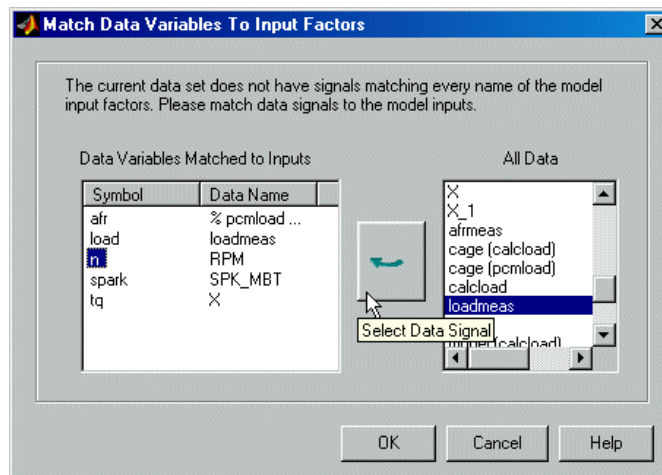 Match Data Variables To Input Factors
The current data set does not have signals matching every name of the model
input factors. Please match data signals to the model inputs.
Data Variables Matched to Inputs
All Data
Symbol Data Name
afr % pcmload ...
load loadmeas
n RPM
spark SPK_MBT
tq X
X
X_1
afrmeas
cage (calcload)
cage (pcmload)
calcload
loadmeas
Select Data Signal
(calcload)
OK Cancel Help